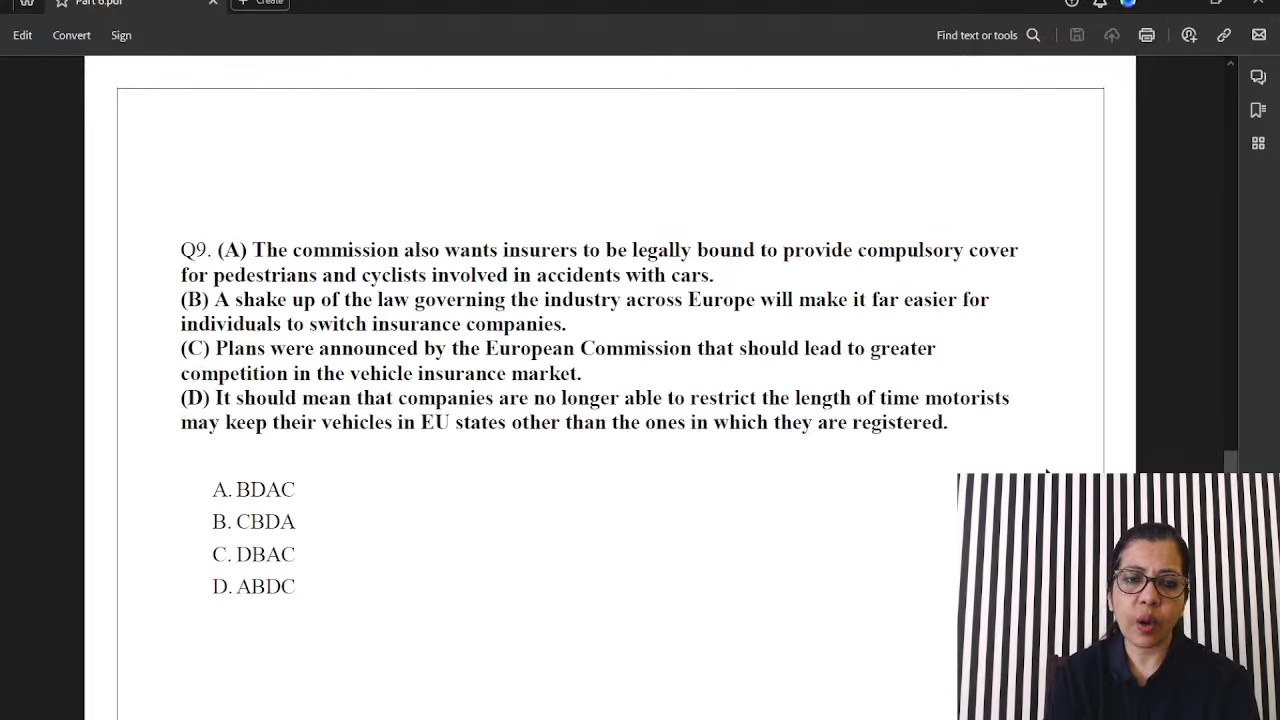 Part 6.pdf
Create
Edit Convert Sign
Find text or tools
Q9. (A) The commission also wants insurers to be legally bound to provide compulsory cover
for pedestrians and cyclists involved in accidents with cars.
(B) A shake up of the law governing the industry across Europe will make it far easier for
individuals to switch insurance companies.
(C) Plans were announced by the European Commission that should lead to greater
competition in the vehicle insurance market.
(D) It should mean that companies are no longer able to restrict the length of time motorists
may keep their vehicles in EU states other than the ones in which they are registered.
A. BDAC
B. CBDA
C. DBAC
D. ABDC